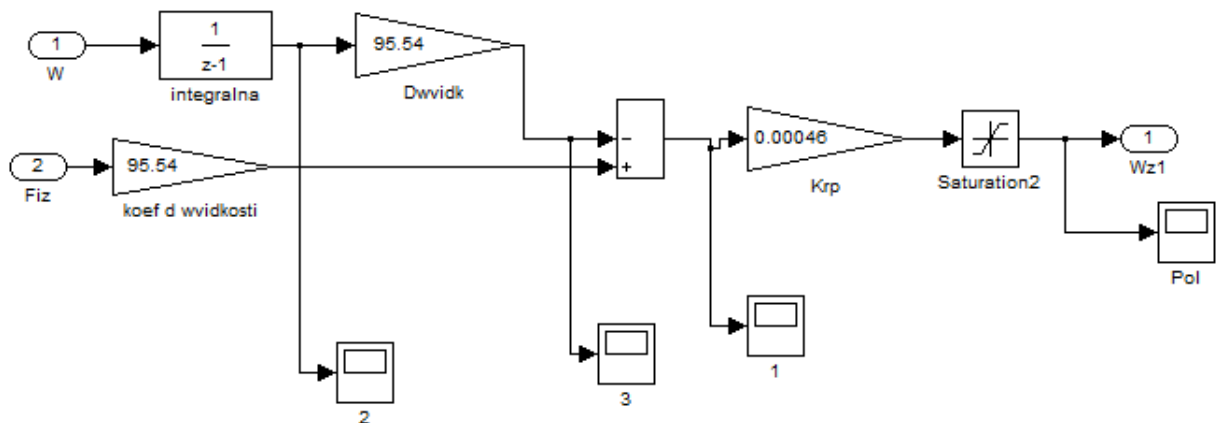 1
W
1
z-1
integralna
95.54
Dwvidk
2
Fiz
95.54
koef d wvidkosti
−
+
0.00046
Krp
Saturation2
1
Wz1
Pol
1
3
2